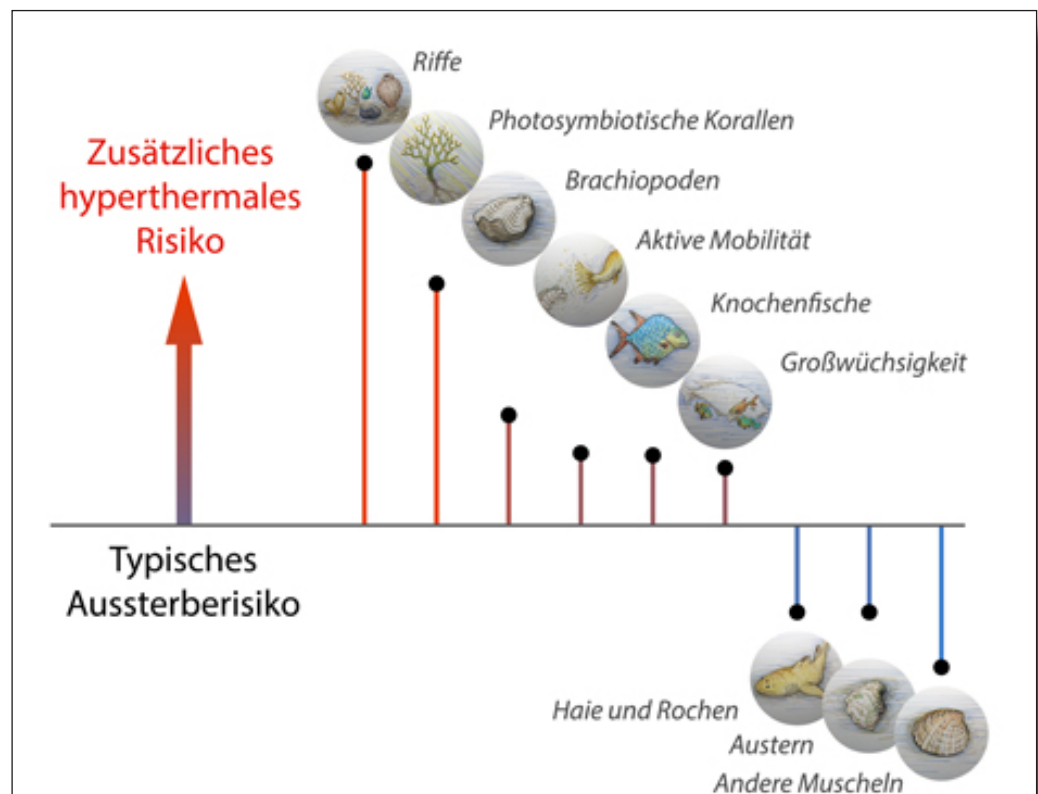 Riffe
Photosymbiotische Korallen
Zusätzliches
hyperthermales
Risiko
Brachiopoden
Aktive Mobilität
Knochenfische
Großwüchsigkeit
Typisches
Aussterberisiko
Haie und Rochen
Austern
Andere Muscheln